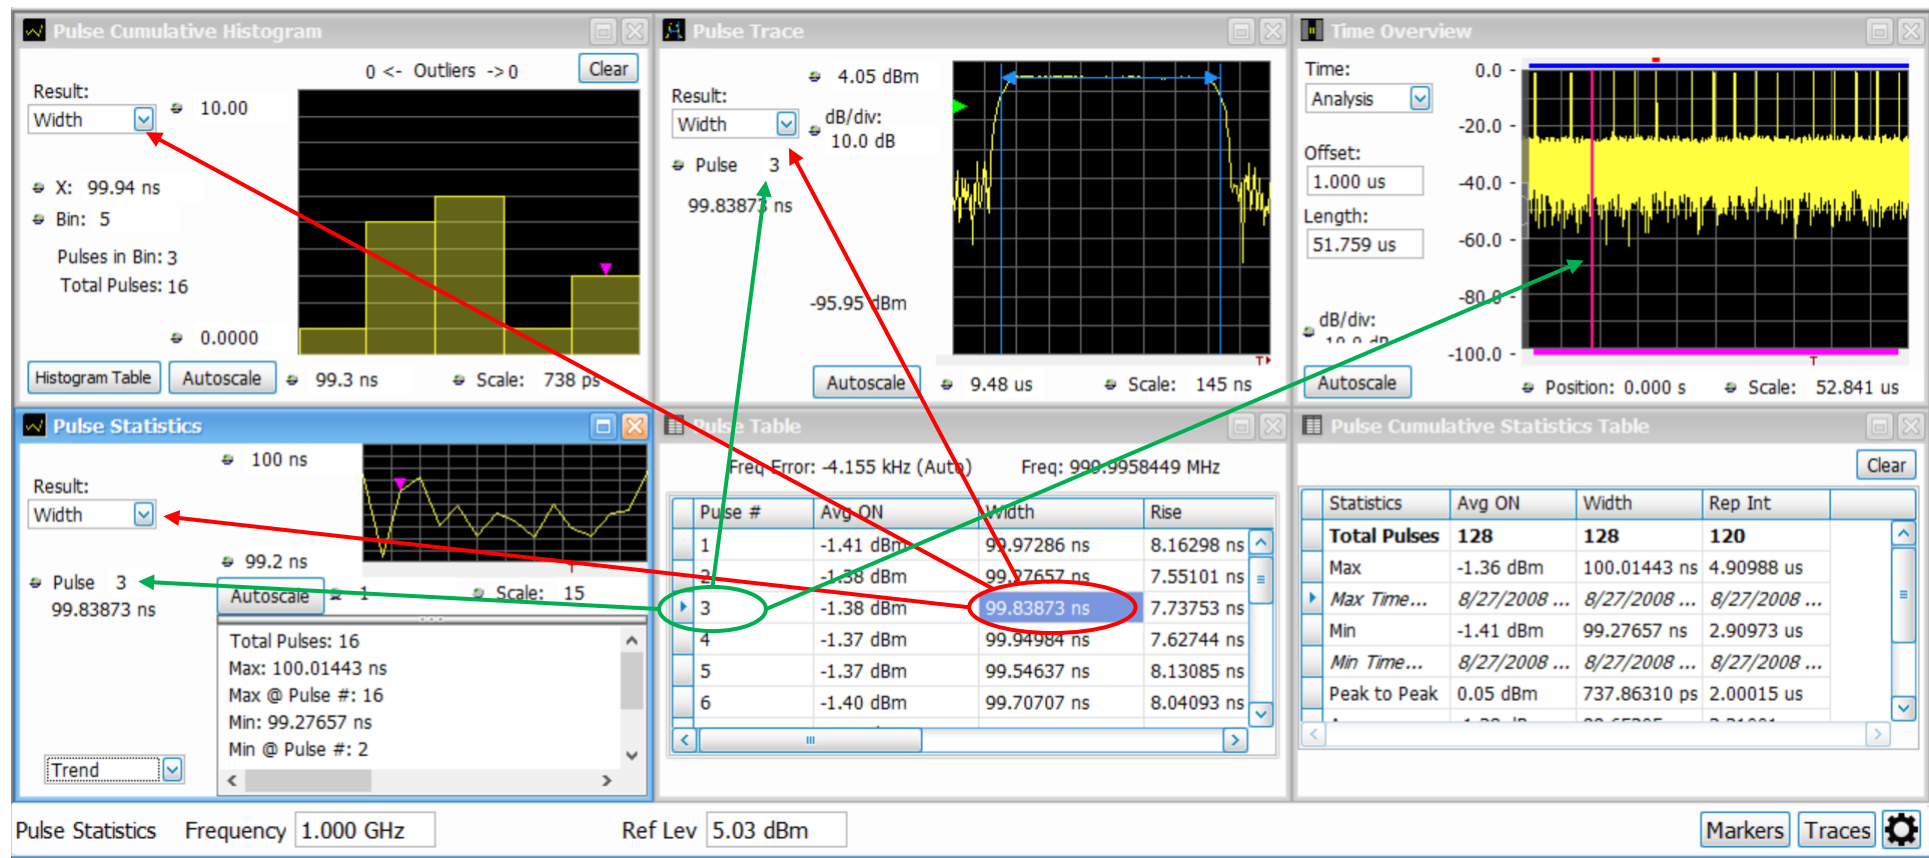 Pulse Cumulative Histogram
0 <- Outliers ->0
Clear
Result:
Width
10.00
X: 99.94 ns
Bin: 5
Pulses in Bin: 3
Total Pulses: 16
0.0000
Histogram Table
Autoscale
99.3 ns
Scale: 738 ps
Pulse Trace
Result:
Width
4.05 dBm
dB/div:
10.0 dB
Pulse 3
99.83873 ns
-95.95 dBm
T
Autoscale
9.48 us
Scale: 145 ns
Time Overview
Time:
Analysis
Offset:
1.000 us
Length:
51.759 us
dB/div:
10.0 dB
0.0 -
-20.0 -
-40.0 -
-60.0 -
-80.0 -
-100.0 -
T
Autoscale
Position: 0.000 s
Scale: 52.841 us
Pulse Statistics
Result:
Width
100 ns
99.2 ns
T
Pulse 3
99.83873 ns
Autoscale
1
Scale: 15
Total Pulses: 16
Max: 100.01443 ns
Max @ Pulse #: 16
Min: 99.27657 ns
Min @ Pulse #: 2
Trend
Pulse Table
Freq Error: -4.155 kHz (Auto) Freq: 999.9958449 MHz
Pulse # Avg ON Width Rise
1 -1.41 dBm 99.97286 ns 8.16298 ns
2 -1.38 dBm 99.27657 ns 7.55101 ns
3 -1.38 dBm 99.83873 ns 7.73753 ns
4 -1.37 dBm 99.94984 ns 7.62744 ns
5 -1.37 dBm 99.54637 ns 8.13085 ns
6 -1.40 dBm 99.70707 ns 8.04093 ns
Pulse Cumulative Statistics Table
Clear
Statistics Avg ON Width Rep Int
Total Pulses 128 128 120
Max -1.36 dBm 100.01443 ns 4.90988 us
Max Time... 8/27/2008 ... 8/27/2008 ... 8/27/2008 ...
Min -1.41 dBm 99.27657 ns 2.90973 us
Min Time... 8/27/2008 ... 8/27/2008 ... 8/27/2008 ...
Peak to Peak 0.05 dBm 737.86310 ps 2.00015 us
Pulse Statistics Frequency 1.000 GHz Ref Lev 5.03 dBm Markers Traces